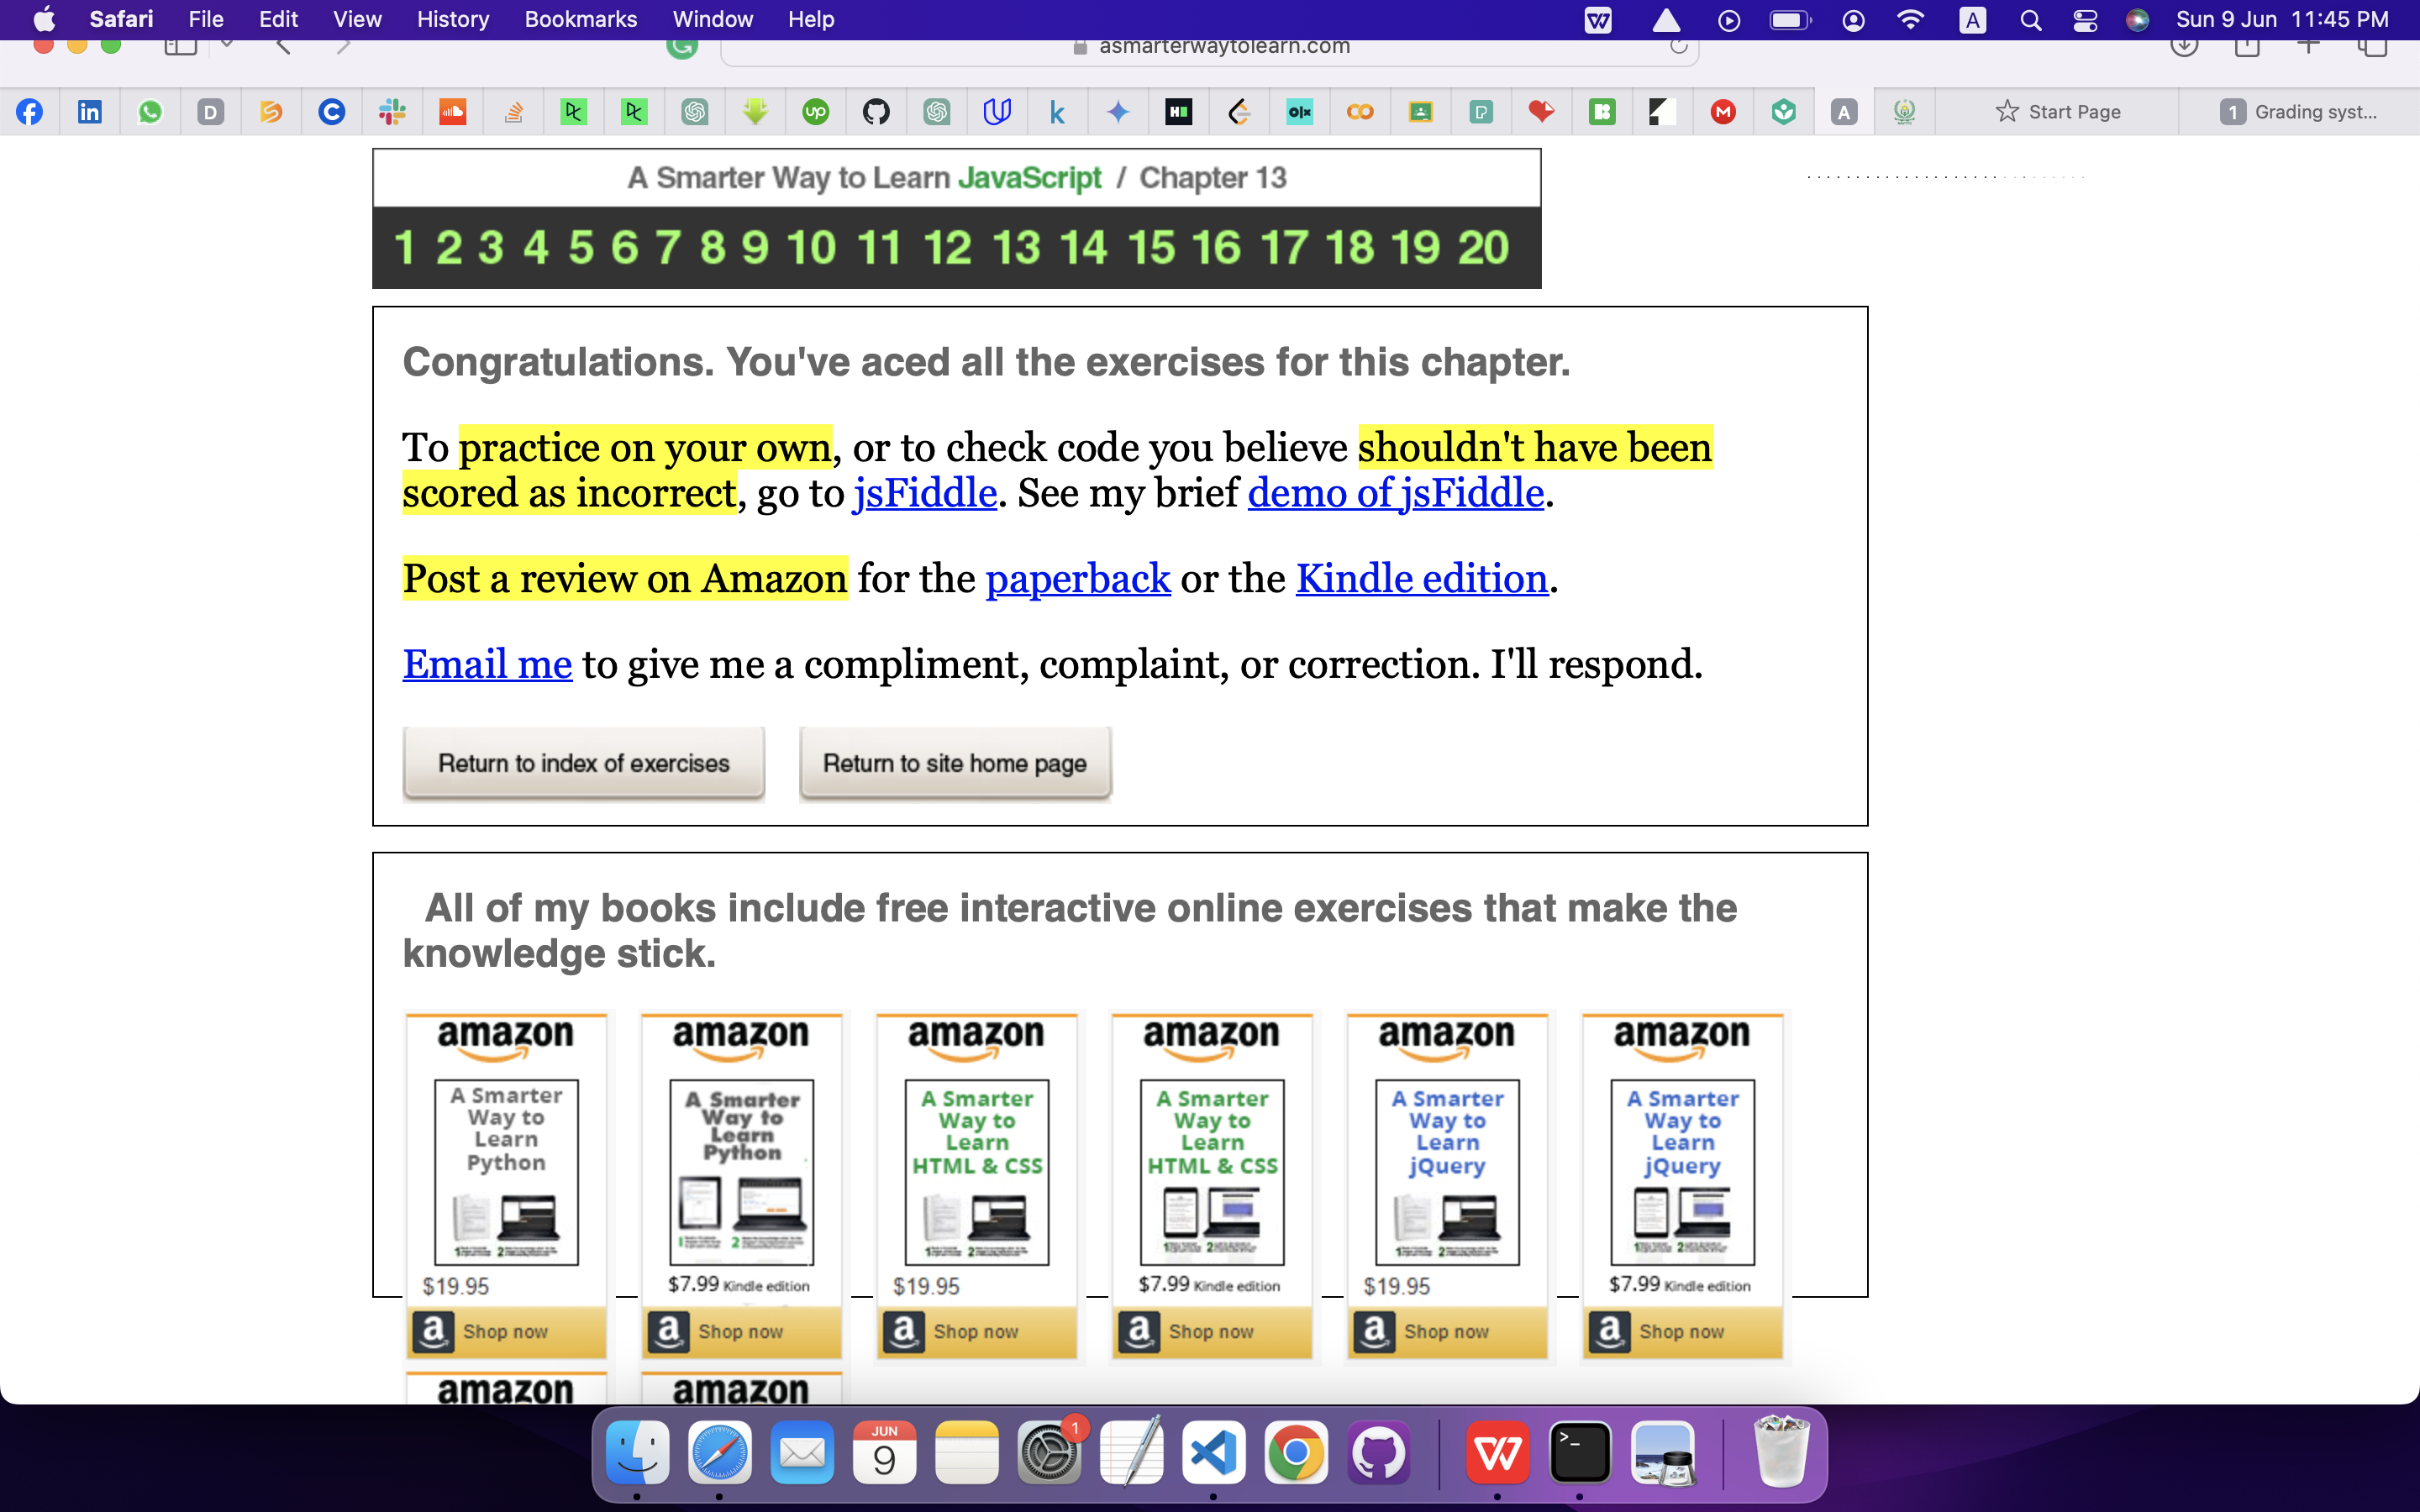 Safari File Edit View History Bookmarks Window Help A Sun 9 Jun 11:45 PM
asmarterwaytolearn.com
Start Page 1 Grading syst...
A Smarter Way to Learn JavaScript / Chapter 13
1 2 3 4 5 6 7 8 9 10 11 12 13 14 15 16 17 18 19 20
Congratulations. You've aced all the exercises for this chapter.
To practice on your own, or to check code you believe shouldn't have been
scored as incorrect, go to jsFiddle. See my brief demo of jsFiddle.
Post a review on Amazon for the paperback or the Kindle edition.
Email me to give me a compliment, complaint, or correction. I'll respond.
Return to index of exercises Return to site home page
All of my books include free interactive online exercises that make the
knowledge stick.
amazon amazon amazon amazon amazon amazon
A Smarter A Smarter A Smarter A Smarter A Smarter A Smarter
Way to Way to Way to Way to Way to Way to
Learn Learn Learn Learn Learn Learn
Python Python HTML & CSS HTML & CSS jQuery jQuery
$19.95 $7.99 Kindle edition $19.95 $7.99 Kindle edition $19.95 $7.99 Kindle edition
Shop now Shop now Shop now Shop now Shop now Shop now
amazon amazon
JUN
9
1